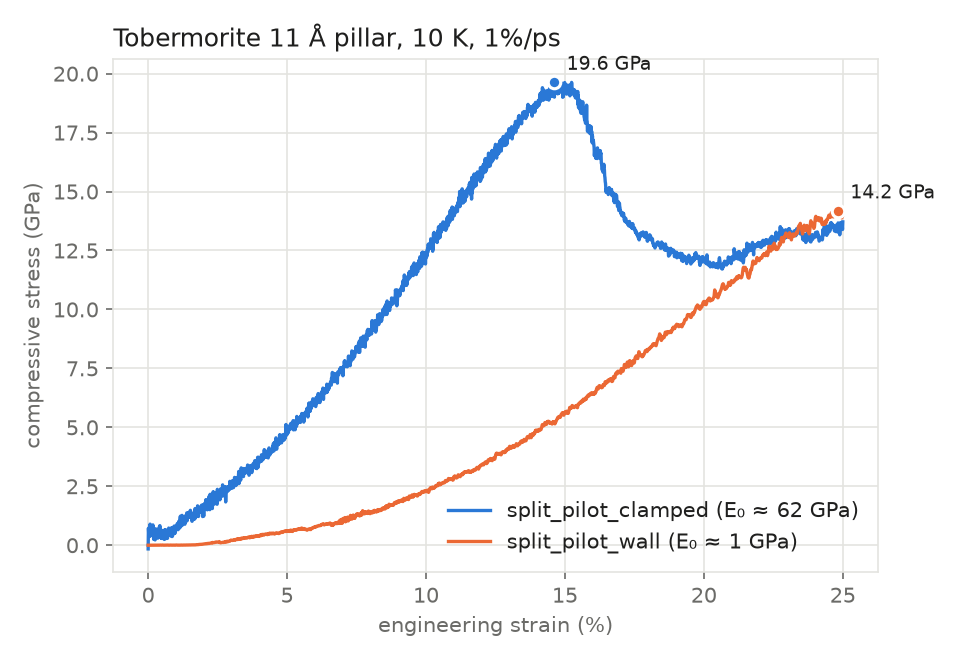 Tobermorite 11 Å pillar, 10 K, 1%/ps
19.6 GPa
14.2 GPa
compressive stress (GPa)
20.0
17.5
15.0
12.5
10.0
7.5
5.0
2.5
0.0
split_pilot_clamped (E₀ ≈ 62 GPa)
split_pilot_wall (E₀ ≈ 1 GPa)
0 5 10 15 20 25
engineering strain (%)